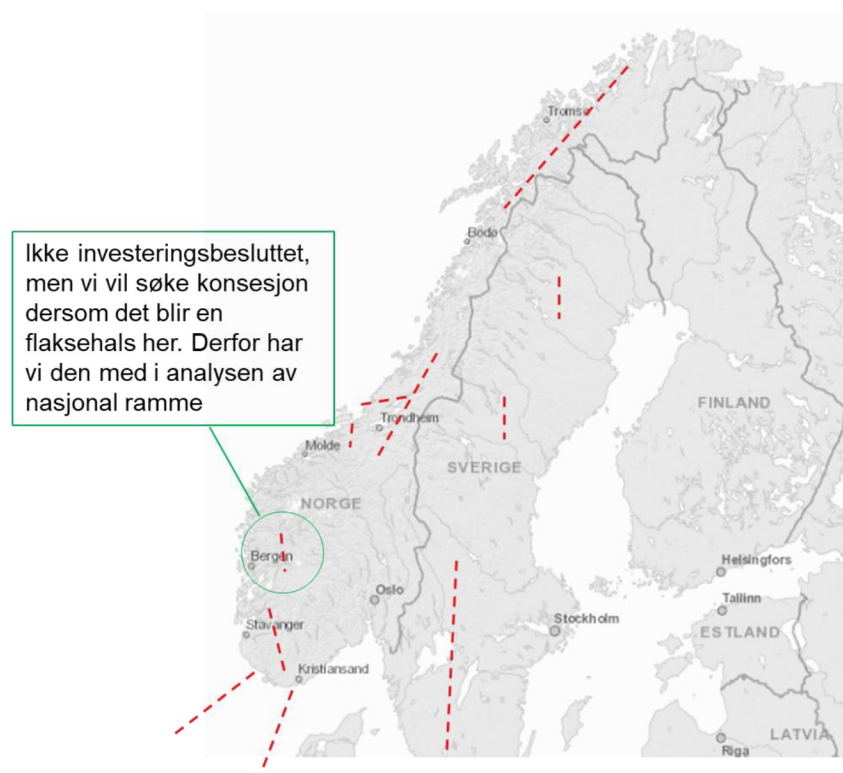 Tromsø
Bodø
Ikke investeringsbesluttet,
men vi vil søke konsesjon
dersom det blir en
flaksehals her. Derfor har
vi den med i analysen av
nasjonal ramme
FINLAND
Trondheim
Molde
SVERIGE
NORGE
Bergen
Helsingfors
Oslo
Tallinn
Stavanger
Stockholm
ESTLAND
Kristiansand
LATVIA
Riga